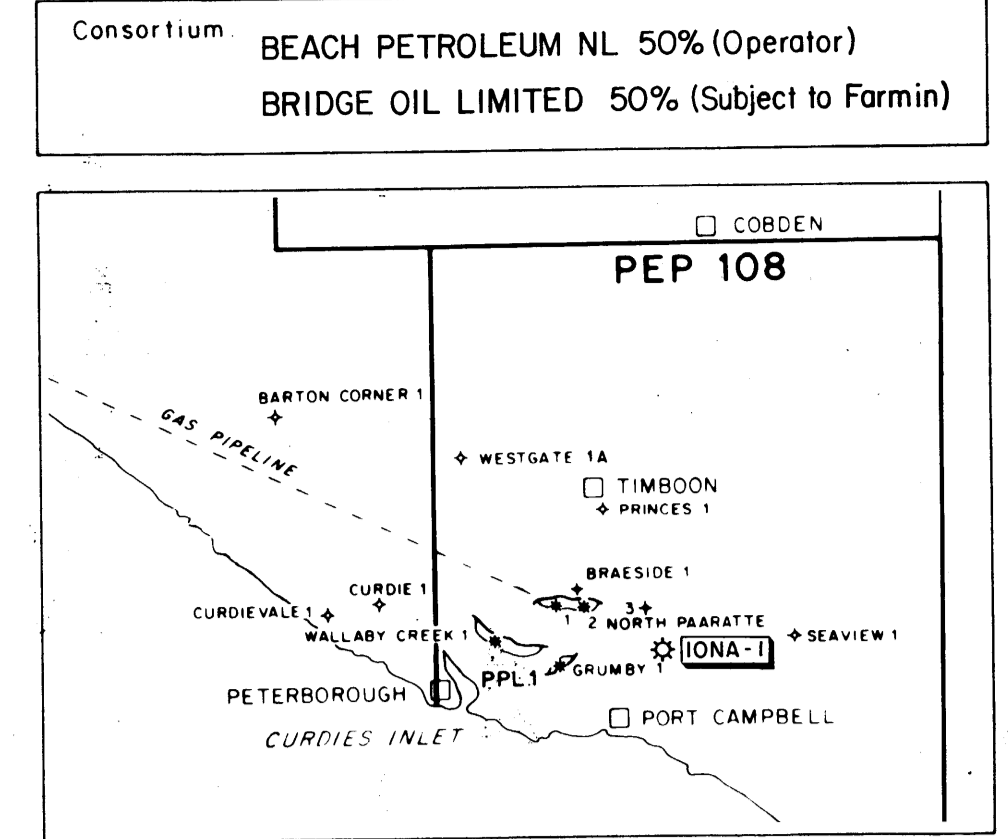 Consortium.
BEACH PETROLEUM NL 50% (Operator)
BRIDGE OIL LIMITED 50% (Subject to Farmin)
COBDEN
PEP 108
BARTON CORNER 1
GAS PIPELINE
WESTGATE 1A
TIMBOON
PRINCES 1
BRAESIDE 1
CURDIE 1
CURDIEVALE 1
3
1 2 NORTH PAARATTE
WALLABY CREEK 1
IONA-1
SEAVIEW 1
GRUMBY 1
PPL1
PETERBOROUGH
PORT CAMPBELL
CURDIES INLET